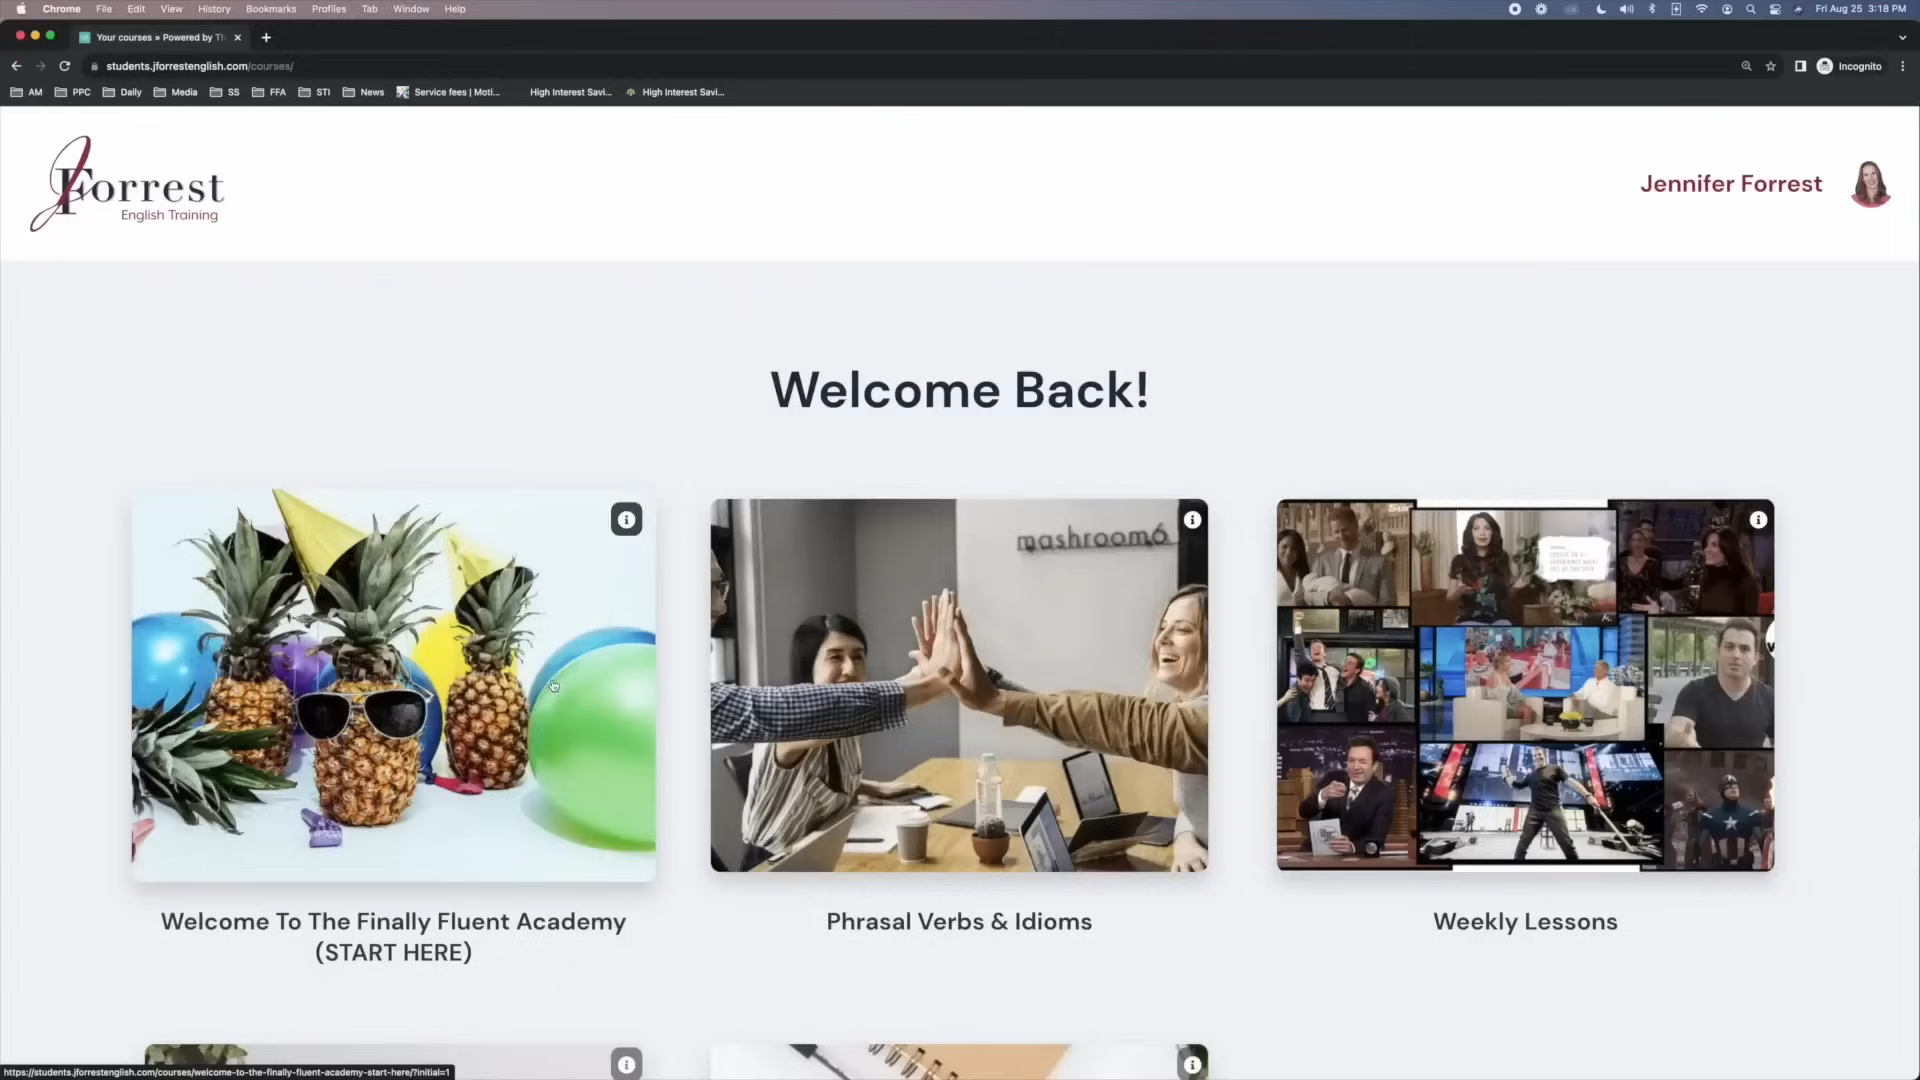 Chrome File Edit View History Bookmarks Profiles Tab Window Help
Fri Aug 25 3:18 PM
Your courses » Powered by Th
students.jforrestenglish.com/courses/
Incognito
AM PPC Daily Media SS FFA STI News Service fees | Moti... High Interest Savi... High Interest Savi...
JForrest
English Training
Jennifer Forrest
Welcome Back!
mashroom6
Welcome To The Finally Fluent Academy
(START HERE)
Phrasal Verbs & Idioms
Weekly Lessons
https://students.jforrestenglish.com/courses/welcome-to-the-finally-fluent-academy-start-here/?initial=1